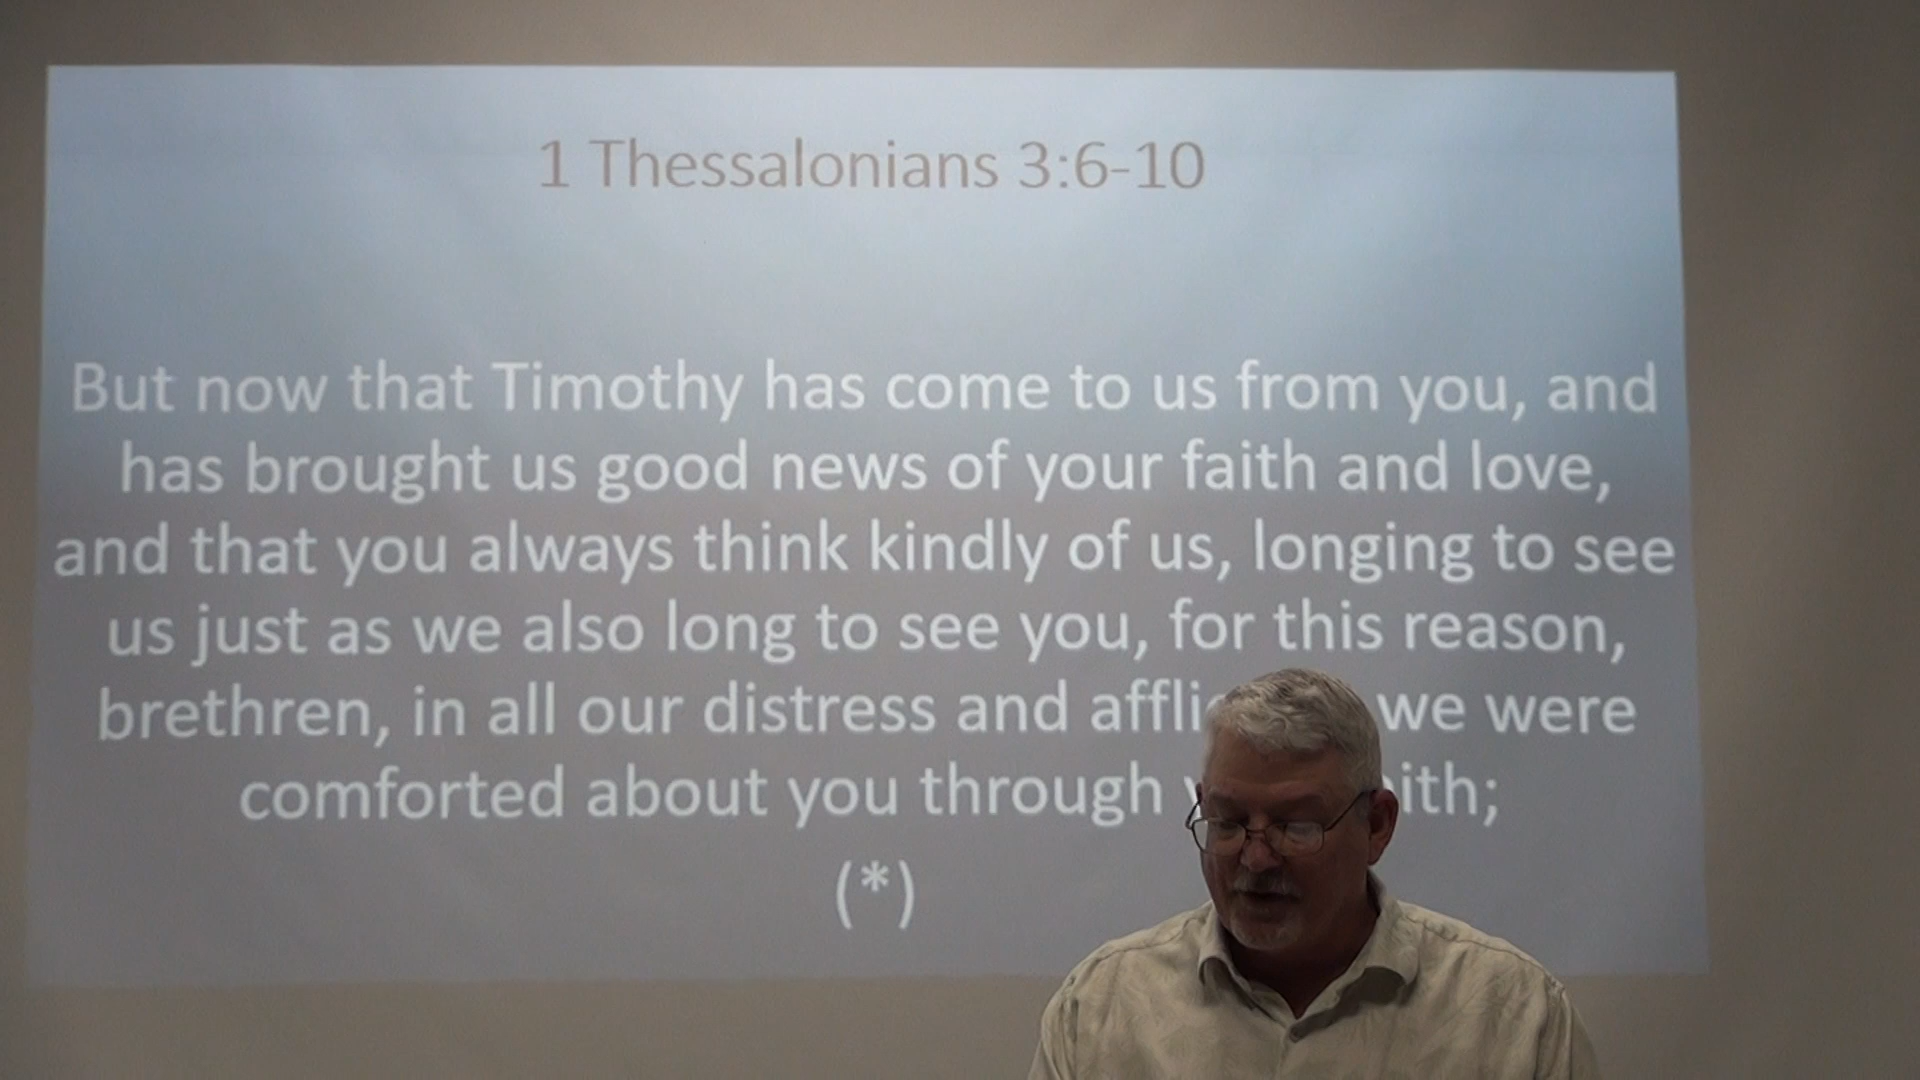 1 Thessalonians 3:6-10
But now that Timothy has come to us from you, and
has brought us good news of your faith and love,
and that you always think kindly of us, longing to see
us just as we also long to see you, for this reason,
brethren, in all our distress and we were
comforted about you through
(*)